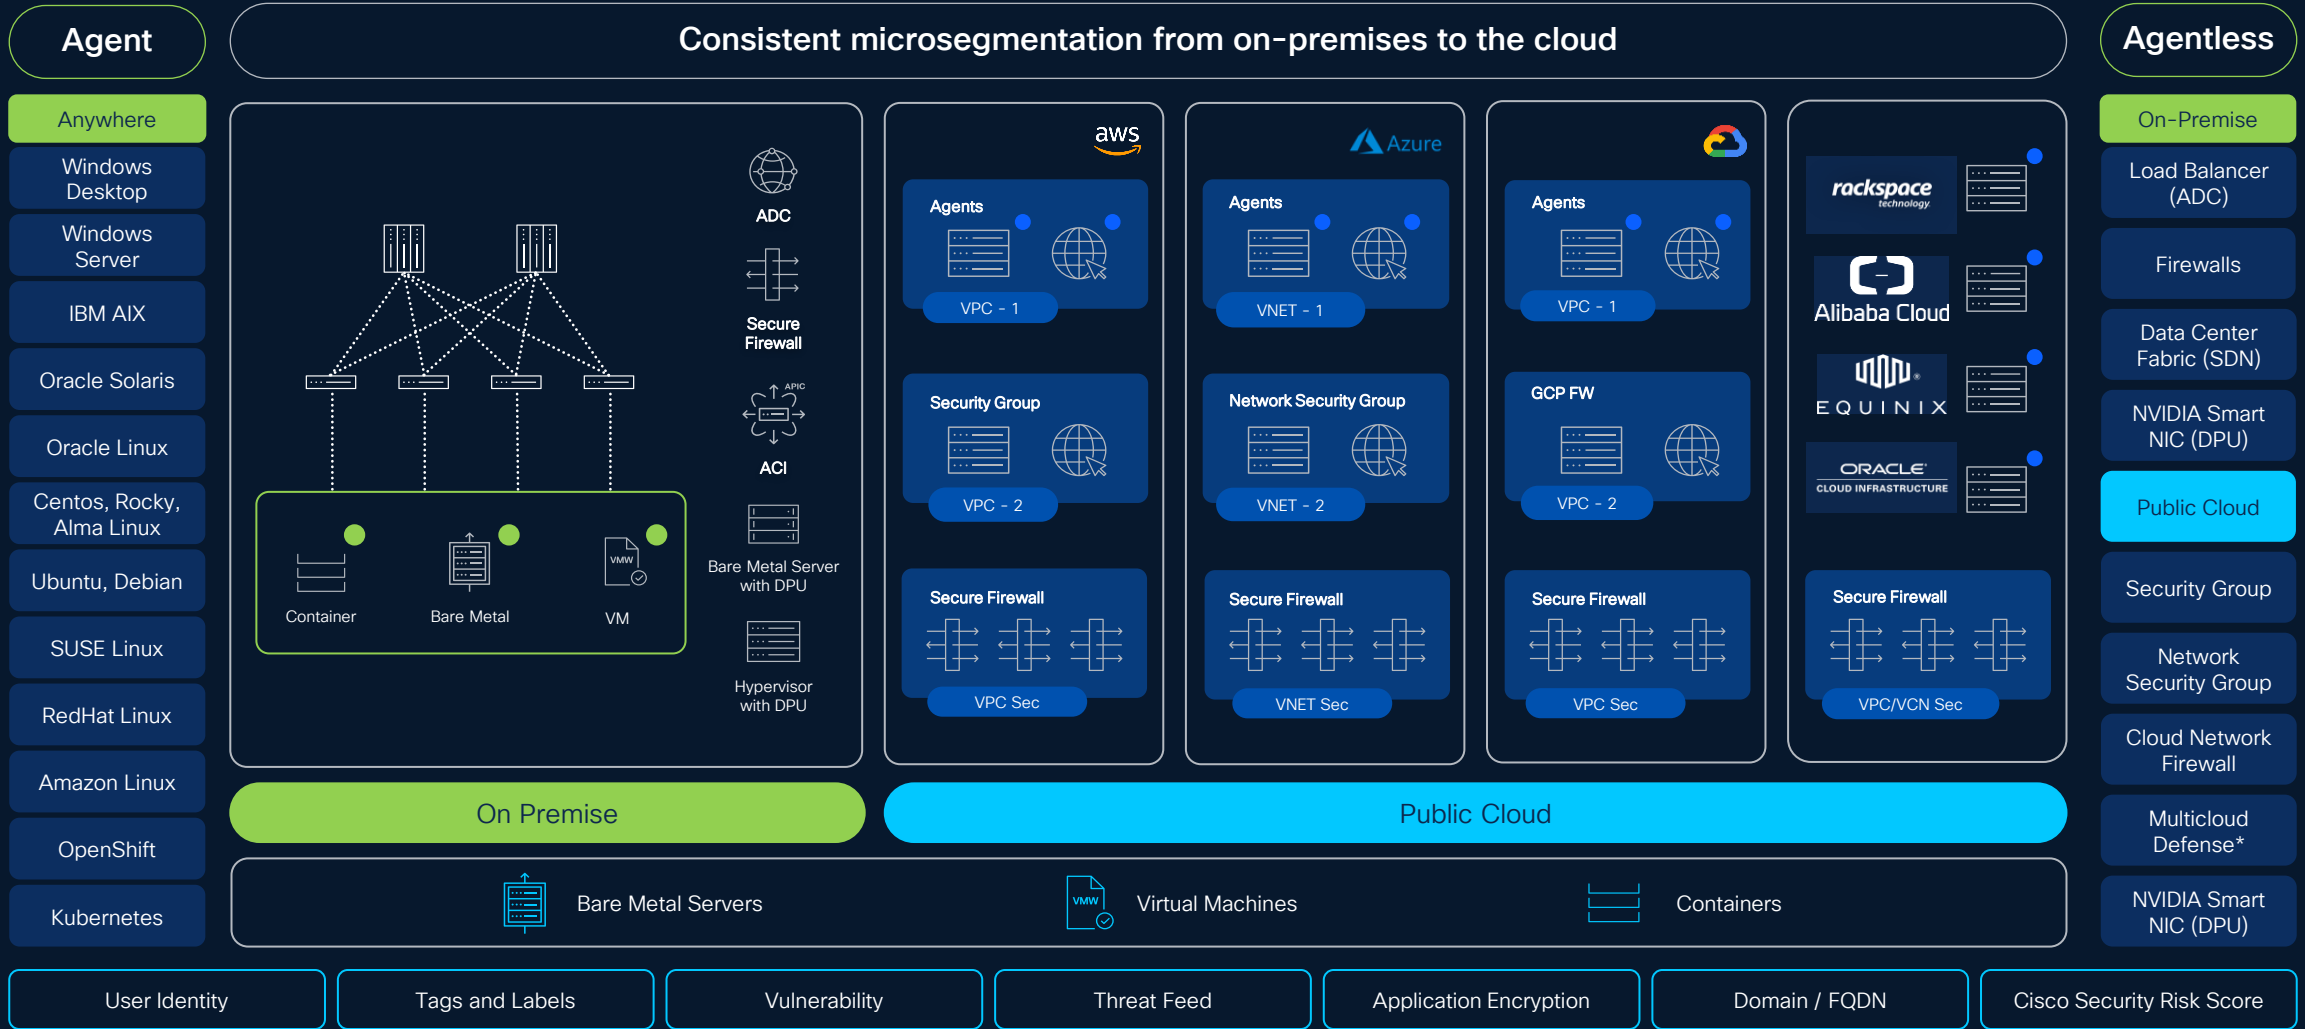 Agent
Consistent microsegmentation from on-premises to the cloud
Agentless
Anywhere
Windows
Desktop
Windows
Server
IBM AIX
Oracle Solaris
Oracle Linux
Centos, Rocky,
Alma Linux
Ubuntu, Debian
SUSE Linux
RedHat Linux
Amazon Linux
OpenShift
Kubernetes
ADC
Secure
Firewall
APIC
ACI
Bare Metal Server
with DPU
Hypervisor
with DPU
Container
Bare Metal
VMW
VM
aws
Agents
VPC - 1
Security Group
VPC - 2
Secure Firewall
VPC Sec
Azure
Agents
VNET - 1
Network Security Group
VNET - 2
Secure Firewall
VNET Sec
Agents
VPC - 1
GCP FW
VPC - 2
Secure Firewall
VPC Sec
rackspace
technology
Alibaba Cloud
EQUINIX
ORACLE
CLOUD INFRASTRUCTURE
Secure Firewall
VPC/VCN Sec
On-Premise
Load Balancer
(ADC)
Firewalls
Data Center
Fabric (SDN)
NVIDIA Smart
NIC (DPU)
Public Cloud
Security Group
Network
Security Group
Cloud Network
Firewall
Multicloud
Defense*
NVIDIA Smart
NIC (DPU)
On Premise
Public Cloud
Bare Metal Servers
VMW
Virtual Machines
Containers
User Identity
Tags and Labels
Vulnerability
Threat Feed
Application Encryption
Domain / FQDN
Cisco Security Risk Score